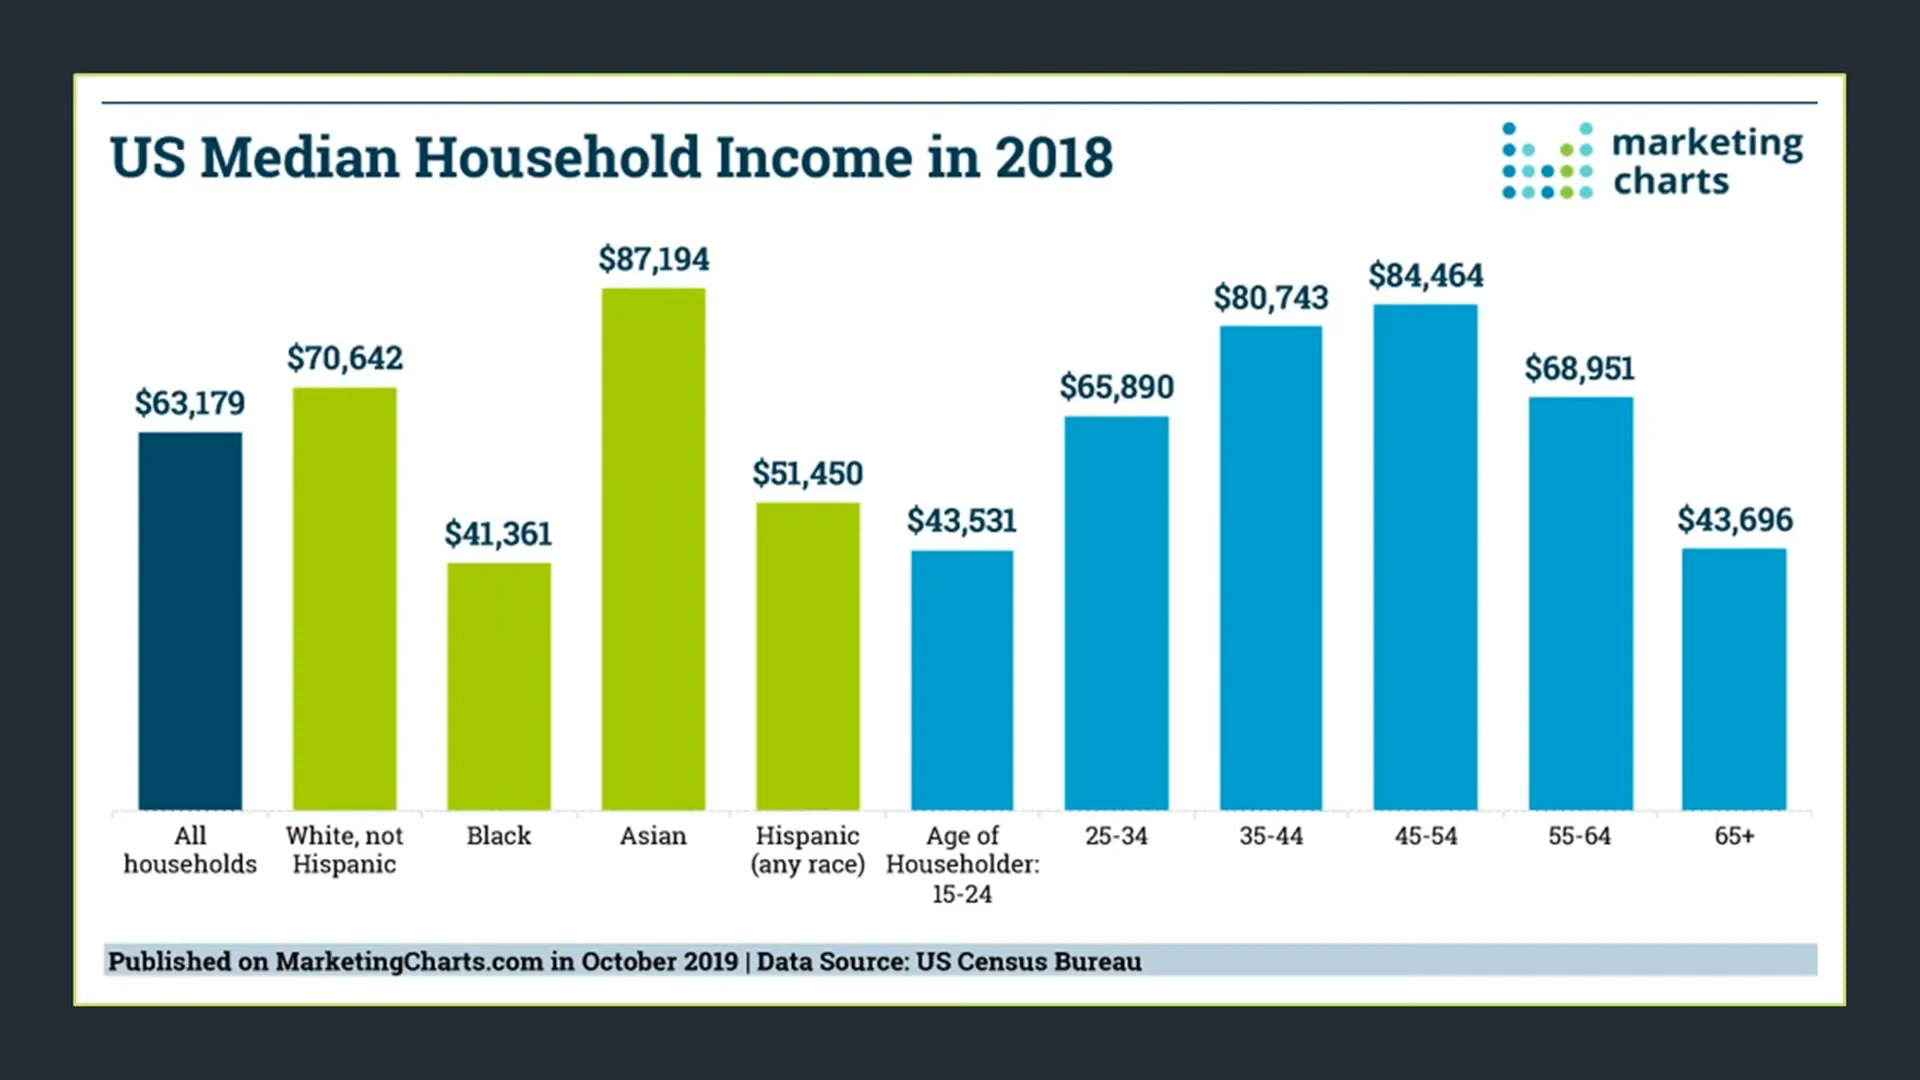 US Median Household Income in 2018
marketing
charts
$63,179
$70,642
$41,361
$87,194
$51,450
$43,531
$65,890
$80,743
$84,464
$68,951
$43,696
All
households
White, not
Hispanic
Black
Asian
Hispanic
(any race)
Age of
Householder:
15-24
25-34
35-44
45-54
55-64
65+
Published on MarketingCharts.com in October 2019 | Data Source: US Census Bureau